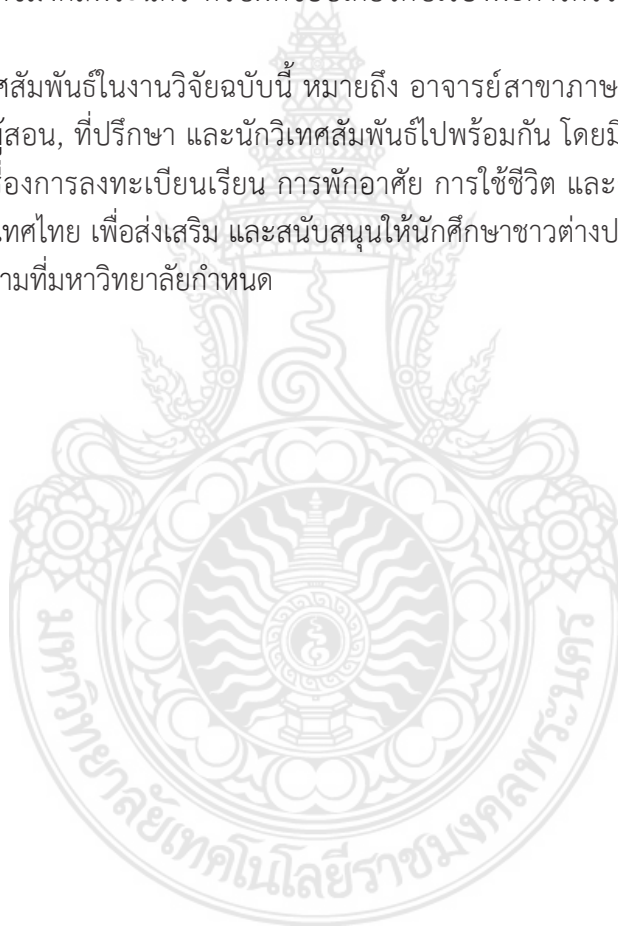 ศสัมพันธ์ในงานวิจัยฉบับนี้ หมายถึง อาจารย์สาขาภาษ
ผู้สอน, ที่ปรึกษา และนักวิเทศสัมพันธ์ไปพร้อมกัน โดยมี
รื่องการลงทะเบียนเรียน การพักอาศัย การใช้ชีวิต และ
เทศไทย เพื่อส่งเสริม และสนับสนุนให้นักศึกษาชาวต่างป
ามที่มหาวิทยาลัยกำหนด
มหาวิทยาลัยเทคโนโลยีราชมงคลพระนคร